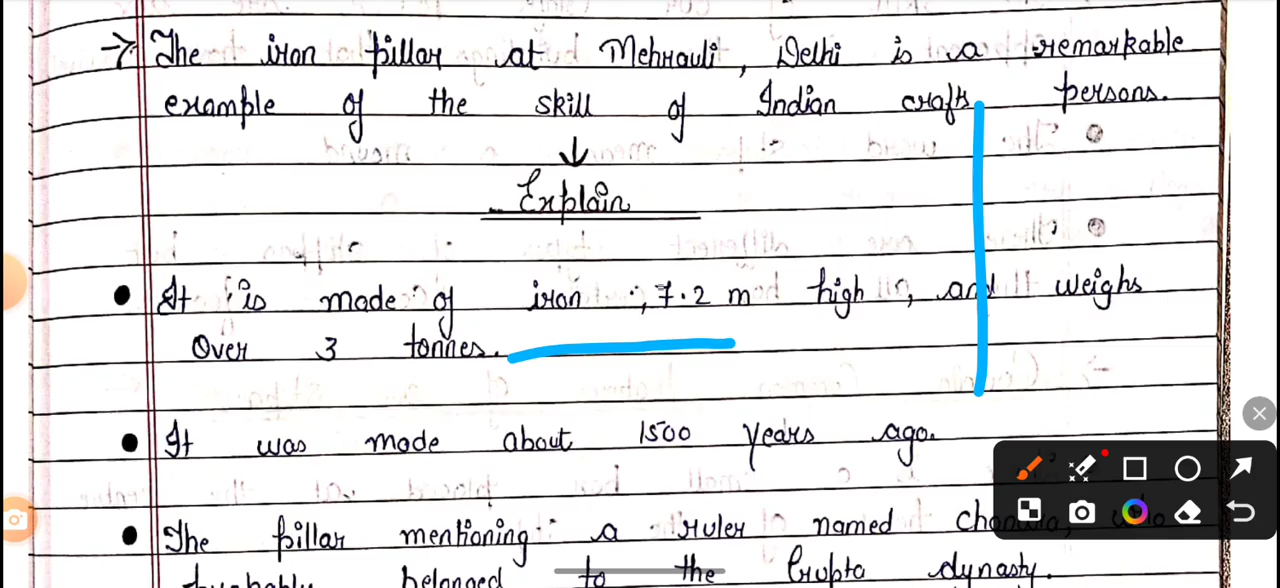 → The iron pillar at Mehrauli, Delhi is a remarkable
example of the skill of Indian crafts persons.
↓
Explain
• It is made of iron, 7.2 m high, and weighs
Over 3 tonnes.
• It was made about 1500 years ago.
• The pillar mentioning a ruler named Chandra, who
probably belonged to the Gupta dynasty.